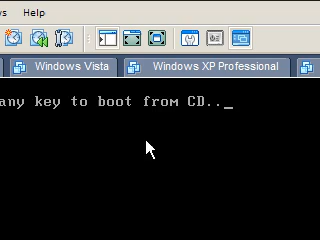 Help
Windows Vista
Windows XP Professional
any key to boot from CD.._